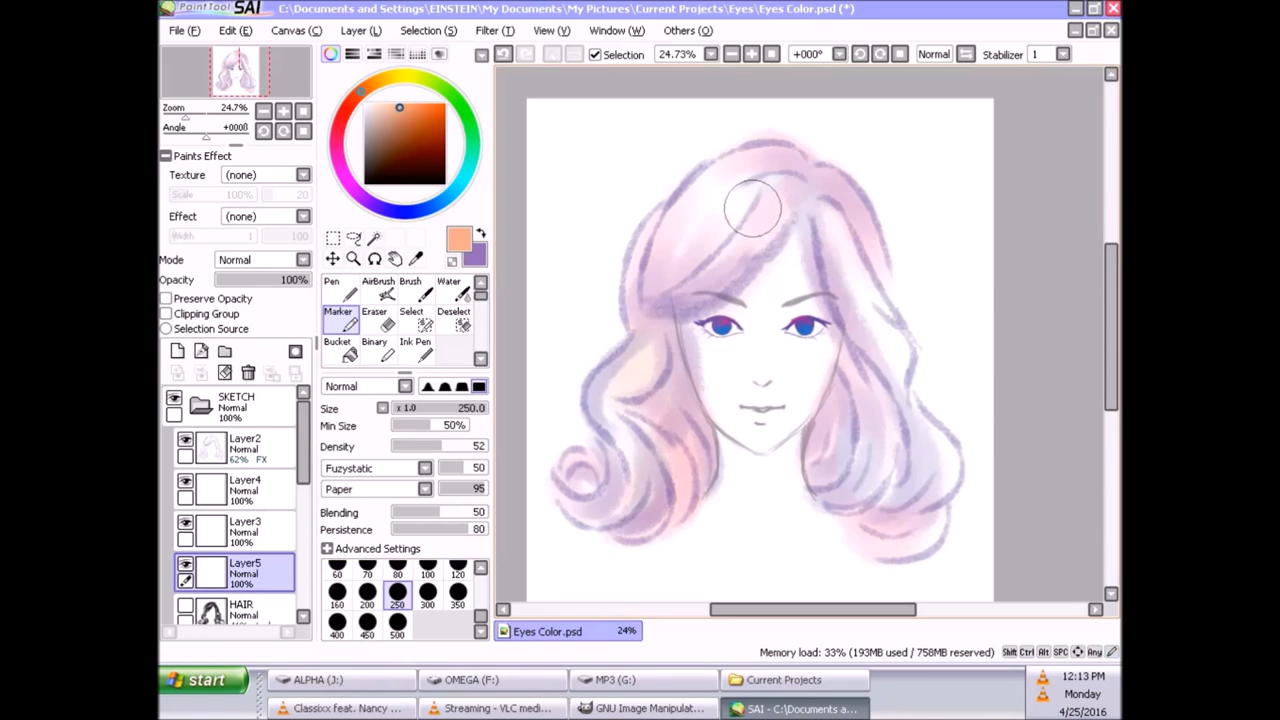 PaintTool SAI C:\Documents and Settings\EINSTEIN\My Documents\My Pictures\Current Projects\Eyes\Eyes Color.psd (*)
File (F) Edit (E) Canvas (C) Layer (L) Selection (S) Filter (T) View (V) Window (W) Others (O)
Selection 24.73% +000° Normal Stabilizer 1
Zoom 24.7%
Angle +000θ
Paints Effect
Texture (none)
Scale 100% 20
Effect (none)
Width 1 100
Mode Normal
Opacity 100%
Preserve Opacity
Clipping Group
Selection Source
SKETCH
Normal
100%
Layer2
Normal
62% FX
Layer4
Normal
100%
Layer3
Normal
100%
Layer5
Normal
100%
HAIR
Normal
Pen AirBrush Brush Water
Marker Eraser Select Deselect
Bucket Binary Ink Pen
Normal
Size x 1.0 250.0
Min Size 50%
Density 52
Fuzystatic 50
Paper 95
Blending 50
Persistence 80
Advanced Settings
60 70 80 100 120
160 200 250 300 350
400 450 500
Eyes Color.psd 24%
Memory load: 33% (193MB used / 758MB reserved) Shift Ctrl Alt SPC Any
start
ALPHA (J:) OMEGA (F:) MP3 (G:) Current Projects
Classixx feat. Nancy ... Streaming - VLC medi... GNU Image Manipulat... SAI - C:\Documents a...
12:13 PM
Monday
4/25/2016